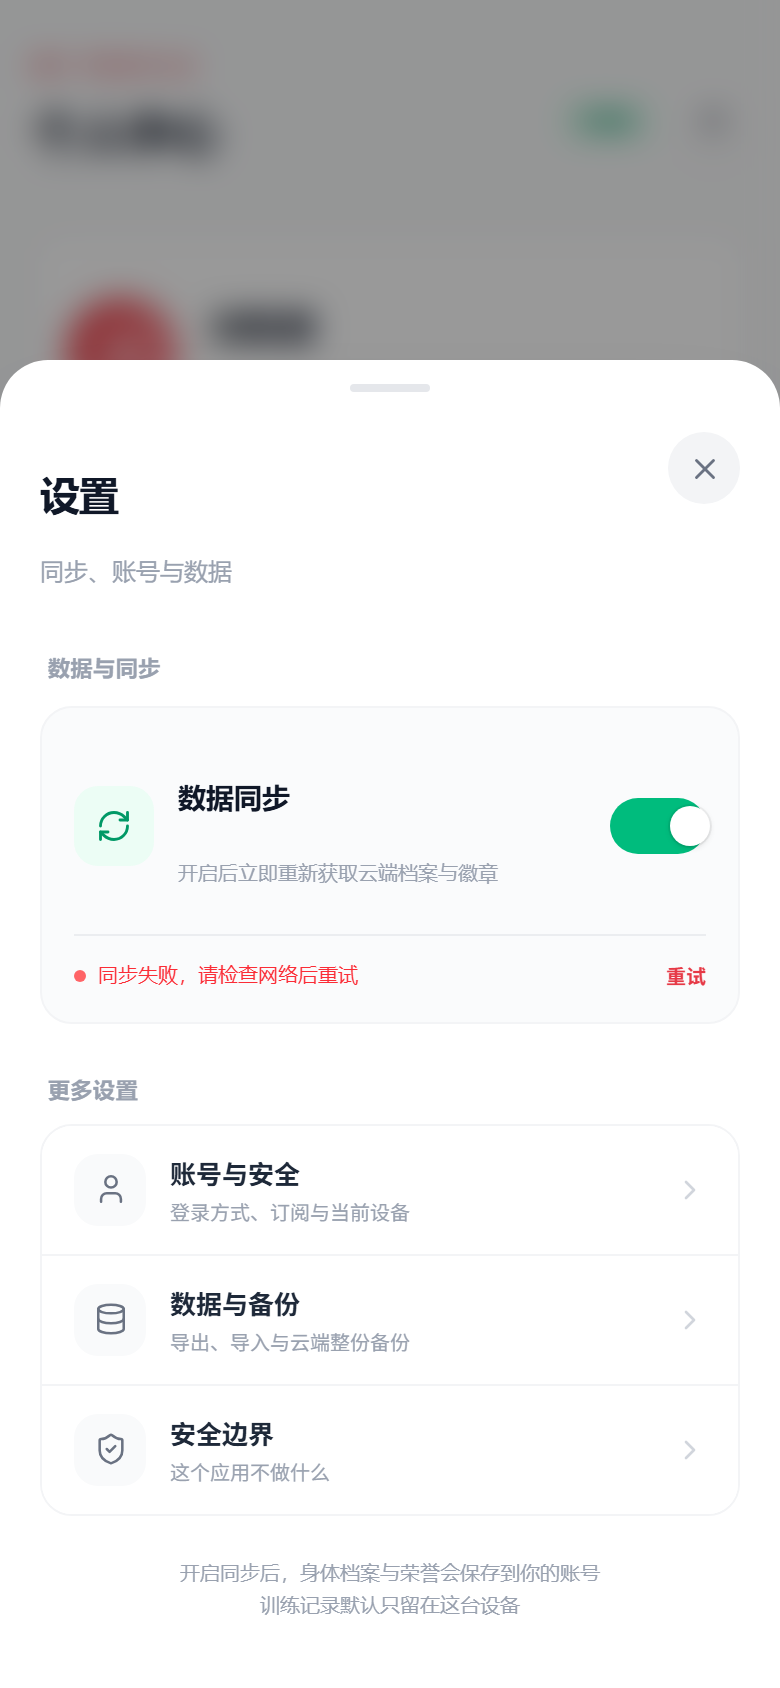 设置
同步、账号与数据
数据与同步
数据同步
开启后立即重新获取云端档案与徽章
同步失败，请检查网络后重试
重试
更多设置
账号与安全
登录方式、订阅与当前设备
数据与备份
导出、导入与云端整份备份
安全边界
这个应用不做什么
开启同步后，身体档案与荣誉会保存到你的账号
训练记录默认只留在这台设备